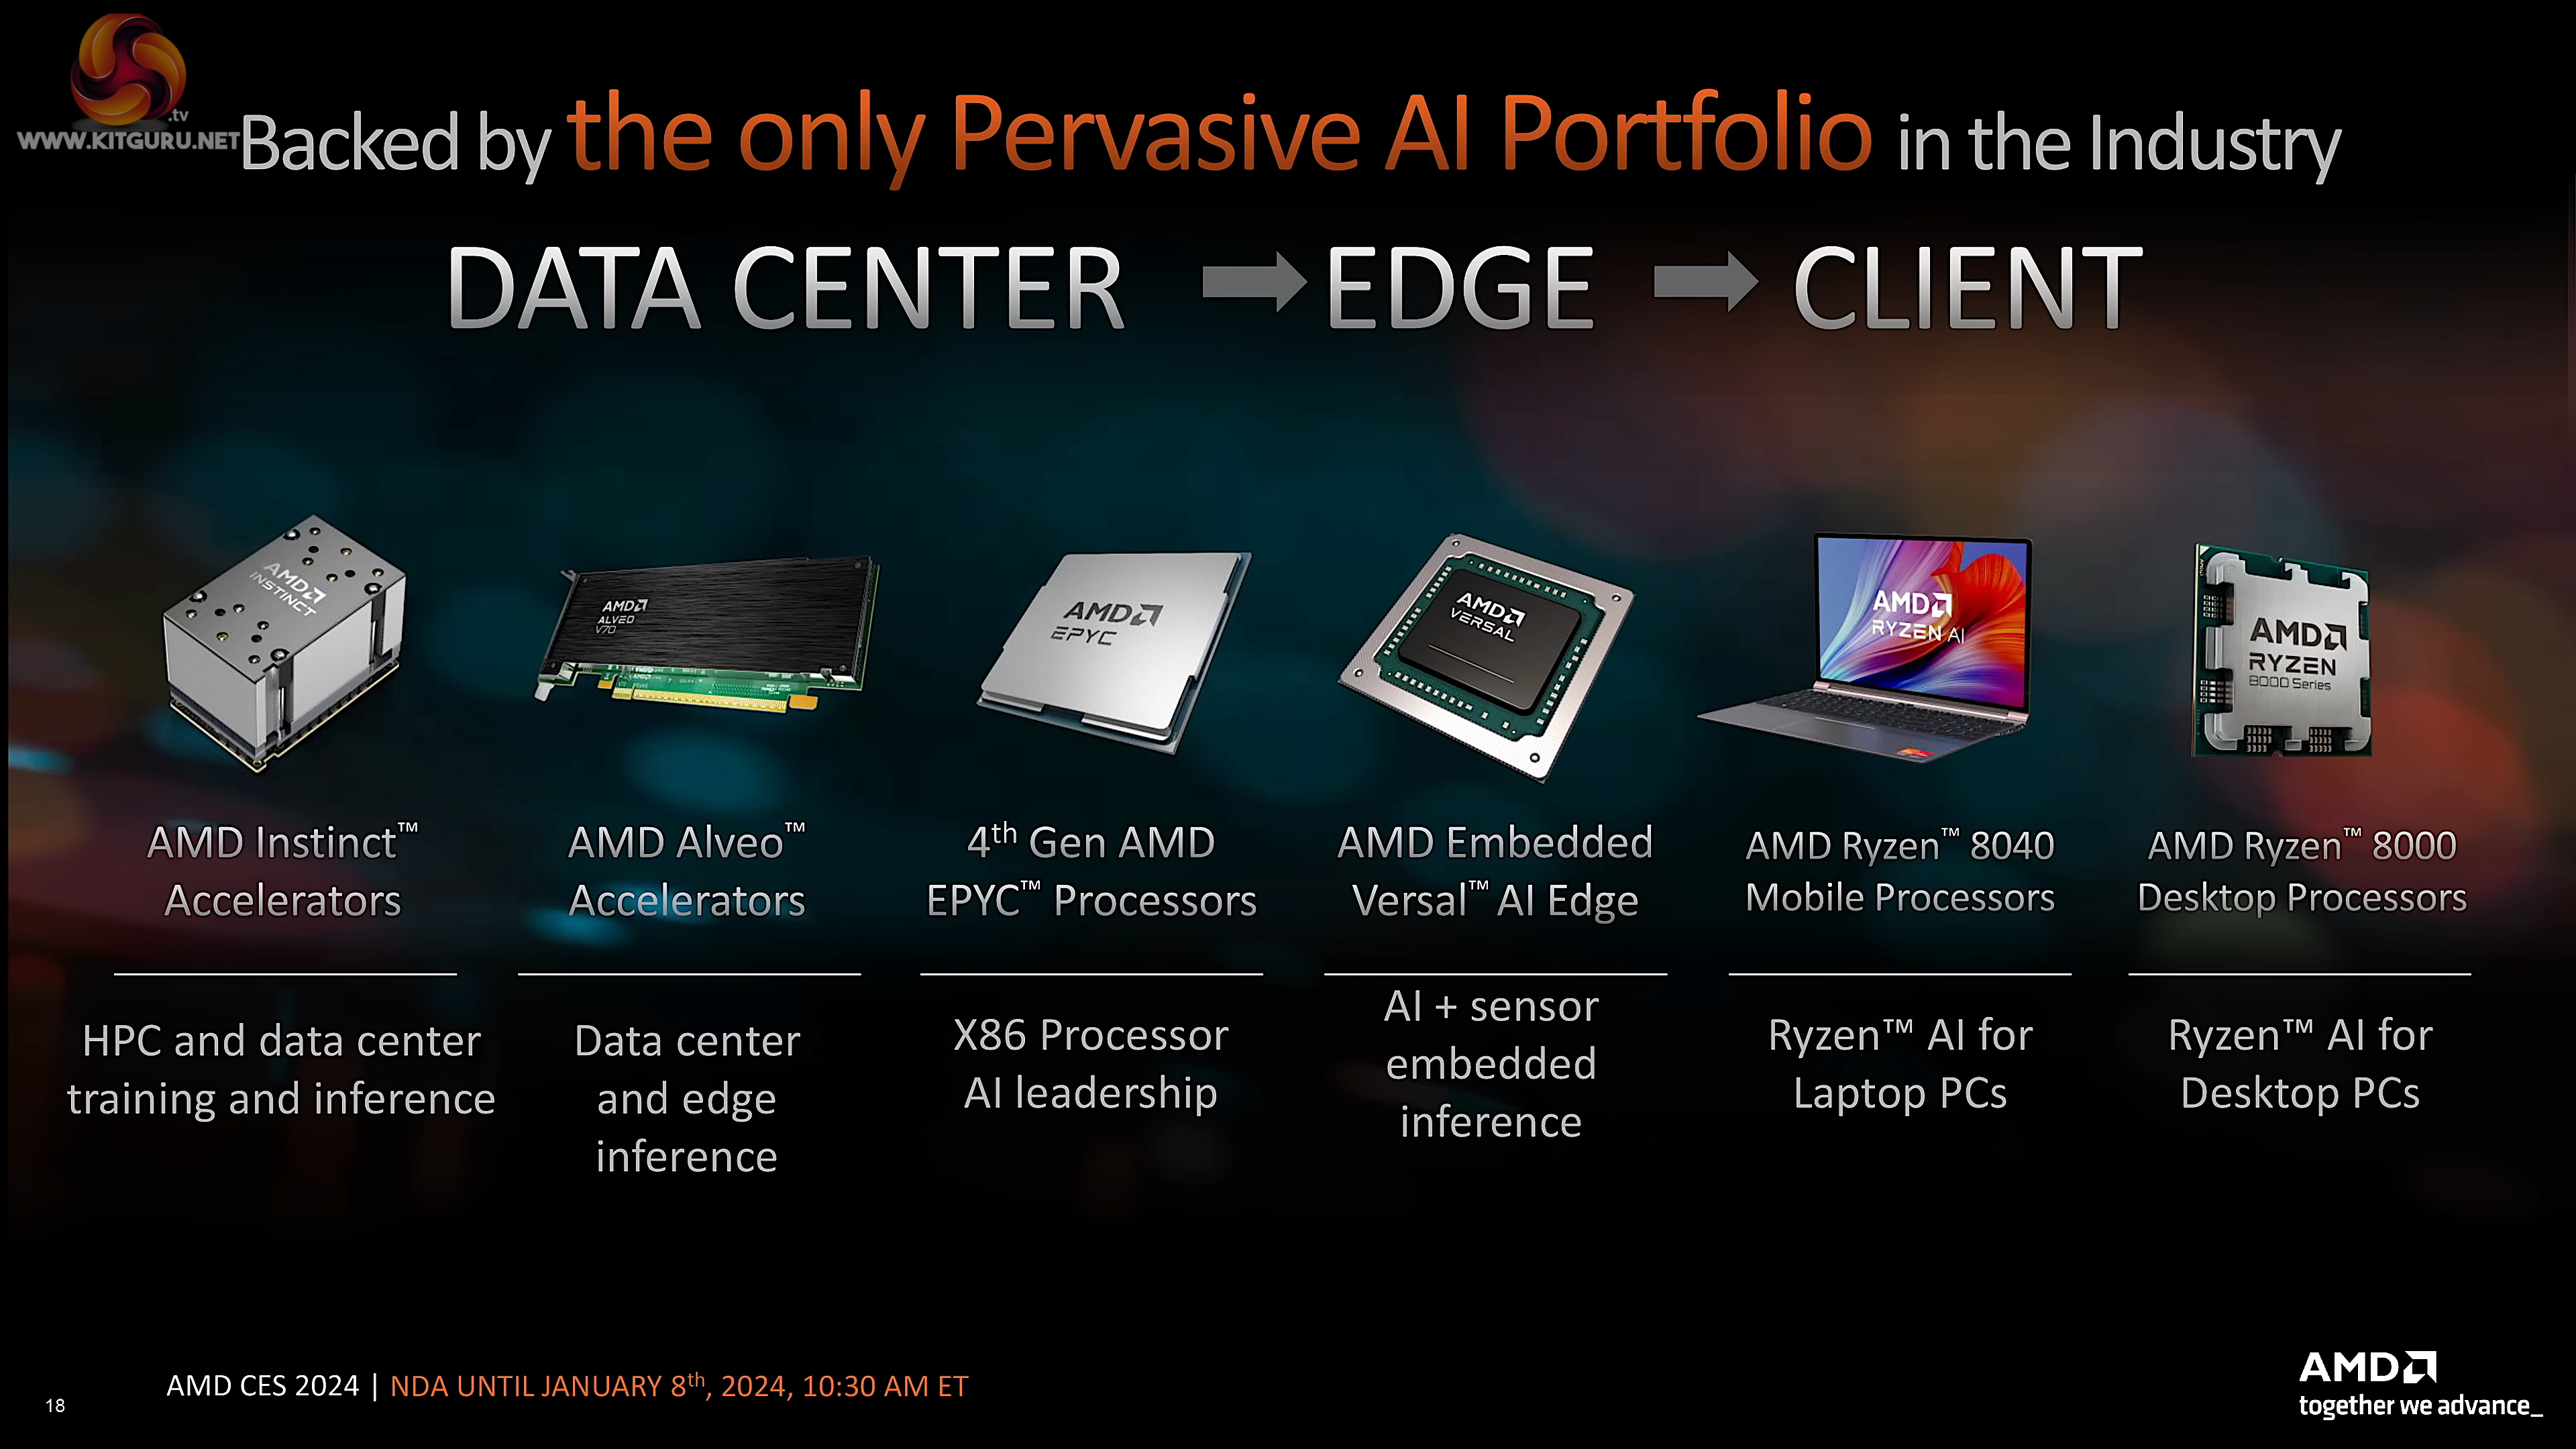 .tv
WWW.KITGURU.NET
Backed by the only Pervasive AI Portfolio in the Industry
DATA CENTER EDGE CLIENT
AMD
INSTINCT
AMD
ALVEO
V70
AMD
EPYC
AMD
VERSAL
AMD
RYZEN AI
AMD
RYZEN
8000 Series
AMD Instinct™
Accelerators
AMD Alveo™
Accelerators
4th Gen AMD
EPYC™ Processors
AMD Embedded
Versal™ AI Edge
AMD Ryzen™ 8040
Mobile Processors
AMD Ryzen™ 8000
Desktop Processors
HPC and data center
training and inference
Data center
and edge
inference
X86 Processor
AI leadership
AI + sensor
embedded
inference
Ryzen™ AI for
Laptop PCs
Ryzen™ AI for
Desktop PCs
18
AMD CES 2024 | NDA UNTIL JANUARY 8th, 2024, 10:30 AM ET
AMD
together we advance_